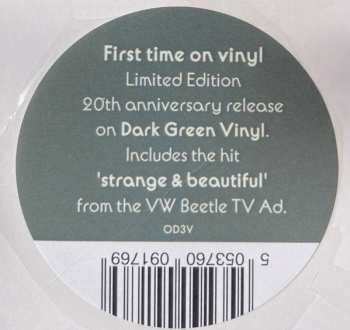 First time on vinyl
Limited Edition
20th anniversary release
on Dark Green Vinyl.
Includes the hit
'strange & beautiful'
from the VW Beetle TV Ad.
OD3V
5 053760 091769